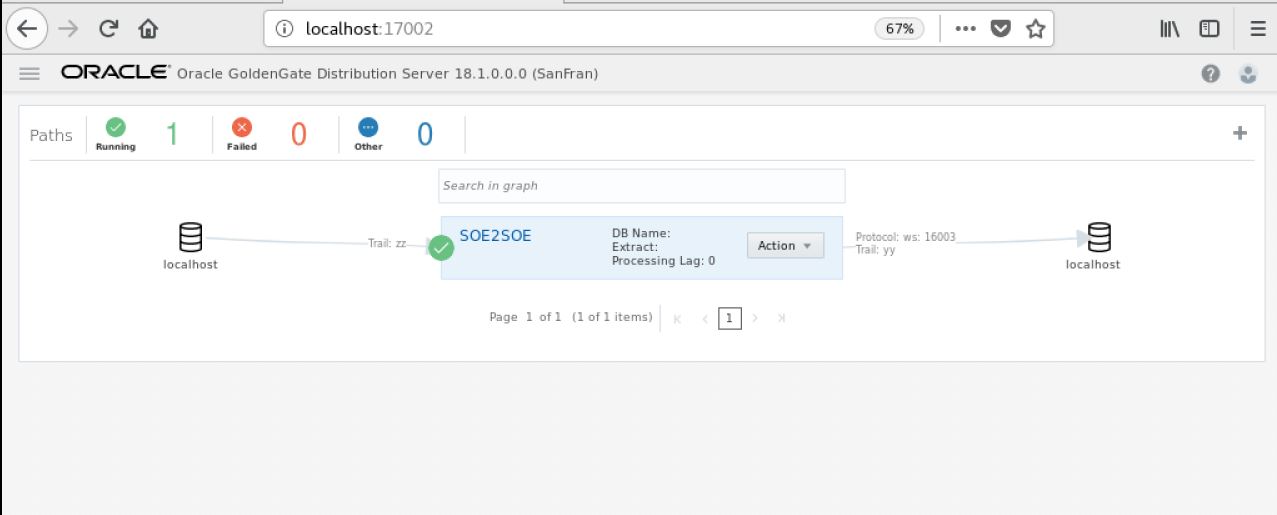 localhost:17002
67%
ORACLE® Oracle GoldenGate Distribution Server 18.1.0.0.0 (SanFran)
Paths
Running
1
Failed
0
Other
0
Search in graph
localhost
Trail: zz
SOE2SOE
DB Name:
Extract:
Processing Lag: 0
Action
Protocol: ws: 16003
Trail: yy
localhost
Page 1 of 1 (1 of 1 items)
1